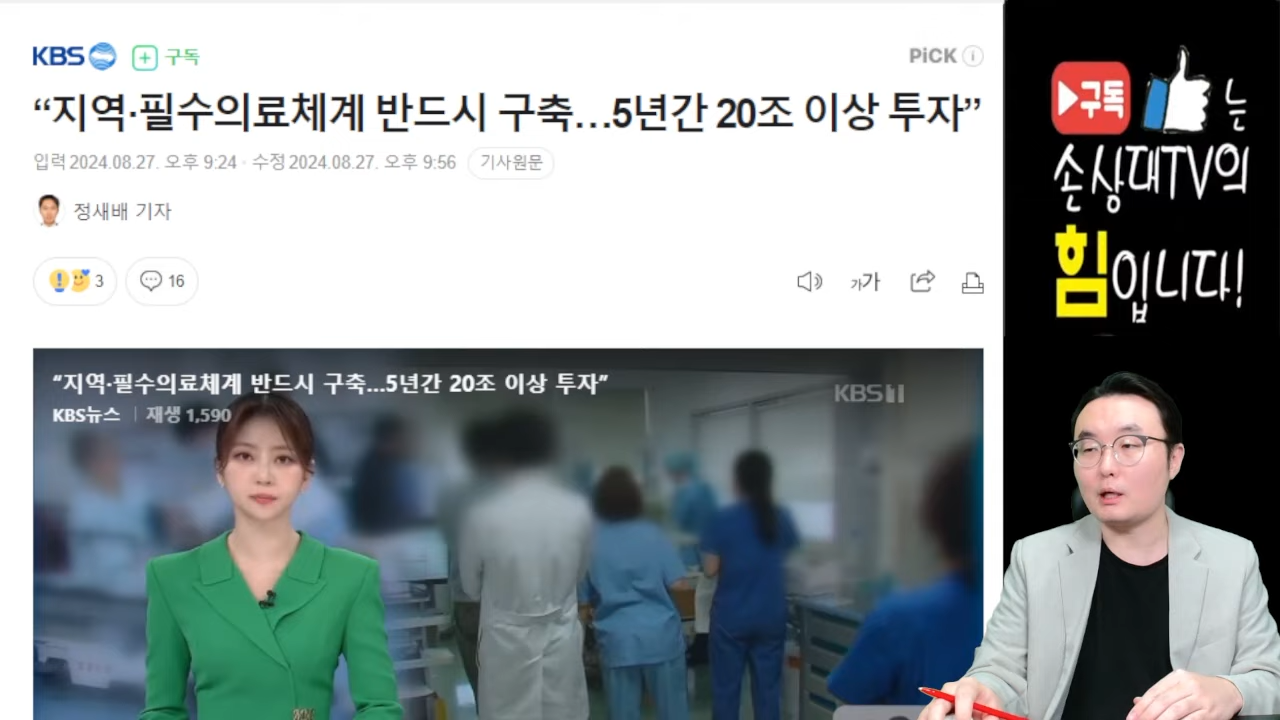 KBS + 구독
PiCK i
“지역·필수의료체계 반드시 구축…5년간 20조 이상 투자”
입력 2024.08.27. 오후 9:24 · 수정 2024.08.27. 오후 9:56 기사원문
정새배 기자
3 16
가가
“지역·필수의료체계 반드시 구축...5년간 20조 이상 투자”
KBS뉴스 | 재생 1,590
KBS 1
구독 는
손상대TV의
힘입니다!